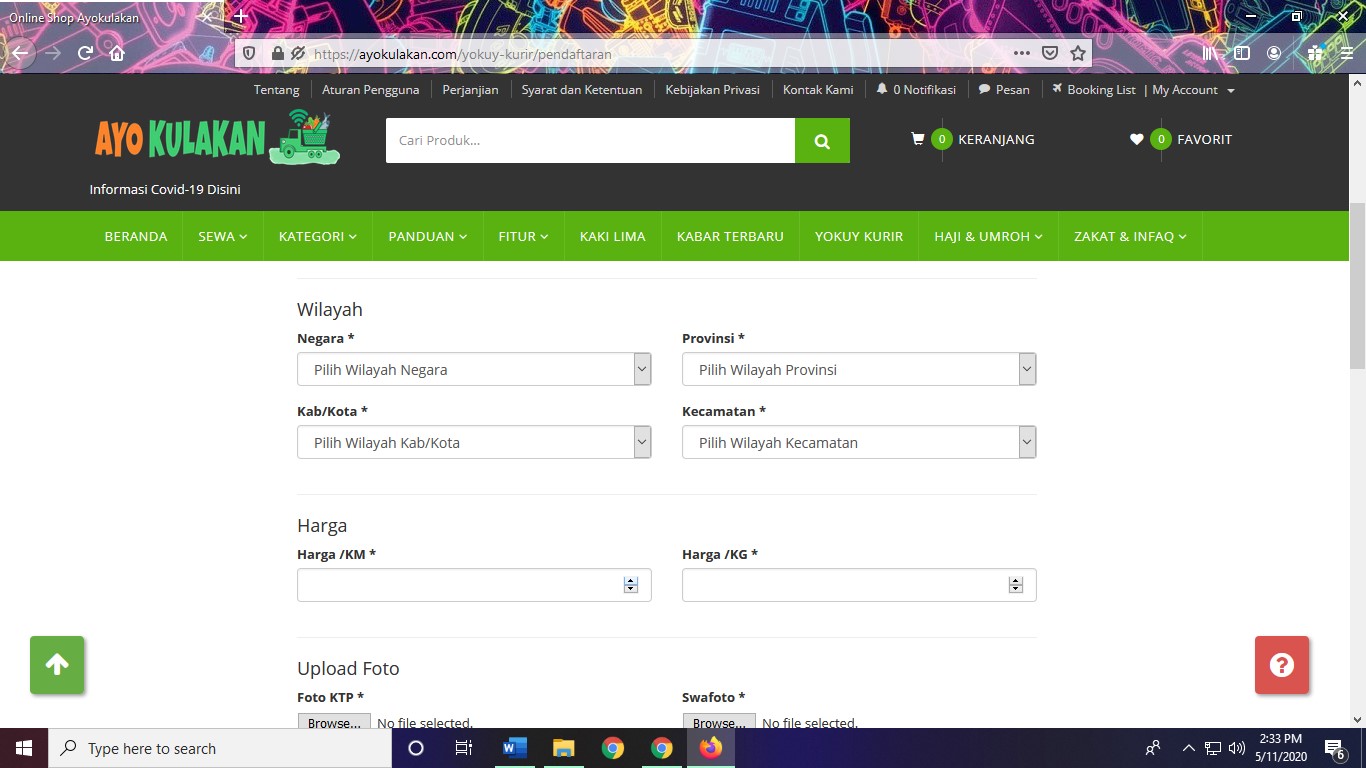 Online Shop Ayokulakan
https://ayokulakan.com/yokuy-kurir/pendaftaran
Tentang
Aturan Pengguna
Perjanjian
Syarat dan Ketentuan
Kebijakan Privasi
Kontak Kami
0 Notifikasi
Pesan
Booking List
| My Account
AYO KULAKAN
Cari Produk...
0 KERANJANG
0 FAVORIT
Informasi Covid-19 Disini
BERANDA
SEWA
KATEGORI
PANDUAN
FITUR
KAKI LIMA
KABAR TERBARU
YOKUY KURIR
HAJI & UMROH
ZAKAT & INFAQ
Wilayah
Negara *
Provinsi *
Pilih Wilayah Negara
Pilih Wilayah Provinsi
Kab/Kota *
Kecamatan *
Pilih Wilayah Kab/Kota
Pilih Wilayah Kecamatan
Harga
Harga /KM *
Harga /KG *
Upload Foto
Foto KTP *
Swafoto *
Browse... No file selected.
Browse... No file selected.
Type here to search
2:33 PM
5/11/2020
6